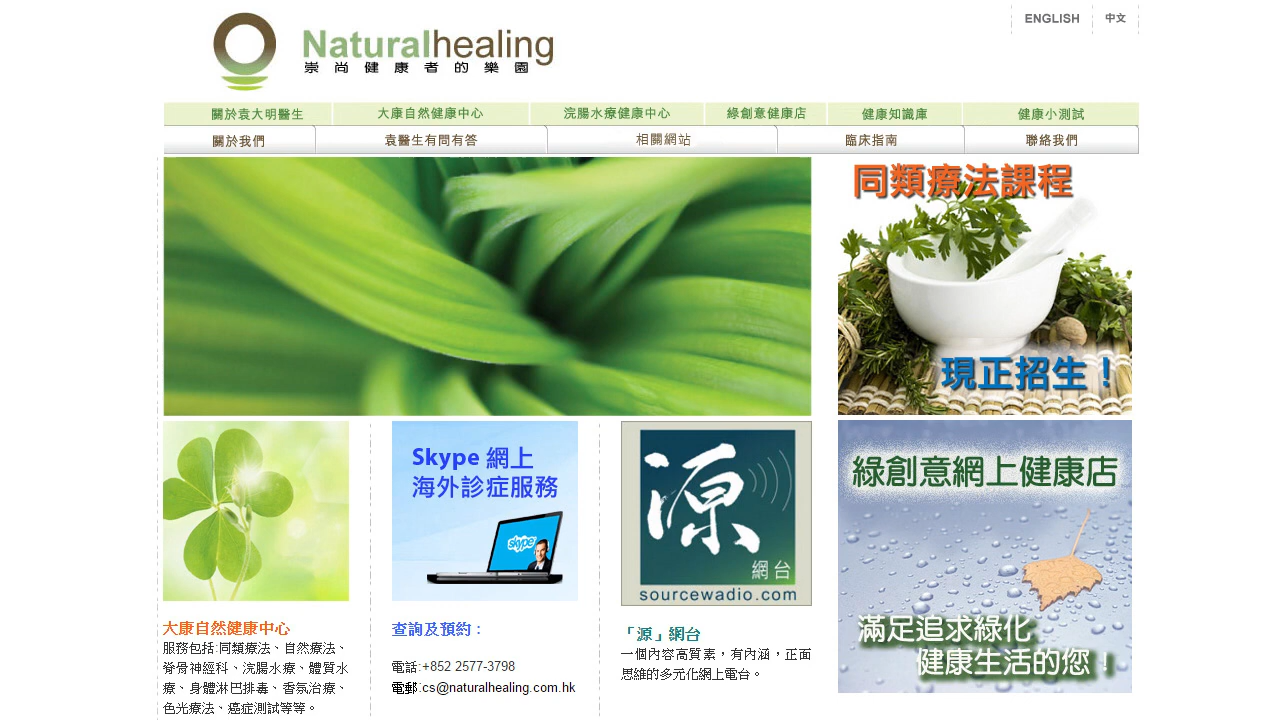 ENGLISH 中文
Naturalhealing
崇尚健康者的樂園
關於袁大明醫生 大康自然健康中心 浣腸水療健康中心 綠創意健康店 健康知識庫 健康小測試
關於我們 袁醫生有問有答 相關網站 臨床指南 聯絡我們
同類療法課程
現正招生！
Skype 網上
海外診症服務
skype
源
網台
sourcewadio.com
綠創意網上健康店
滿足追求綠化
健康生活的您！
大康自然健康中心
服務包括:同類療法、自然療法、
脊骨神經科、浣腸水療、體質水
療、身體淋巴排毒、香氛治療、
色光療法、癌症測試等等。
查詢及預約：
電話:+852 2577-3798
電郵:cs@naturalhealing.com.hk
「源」網台
一個內容高質素，有內涵，正面
思維的多元化網上電台。